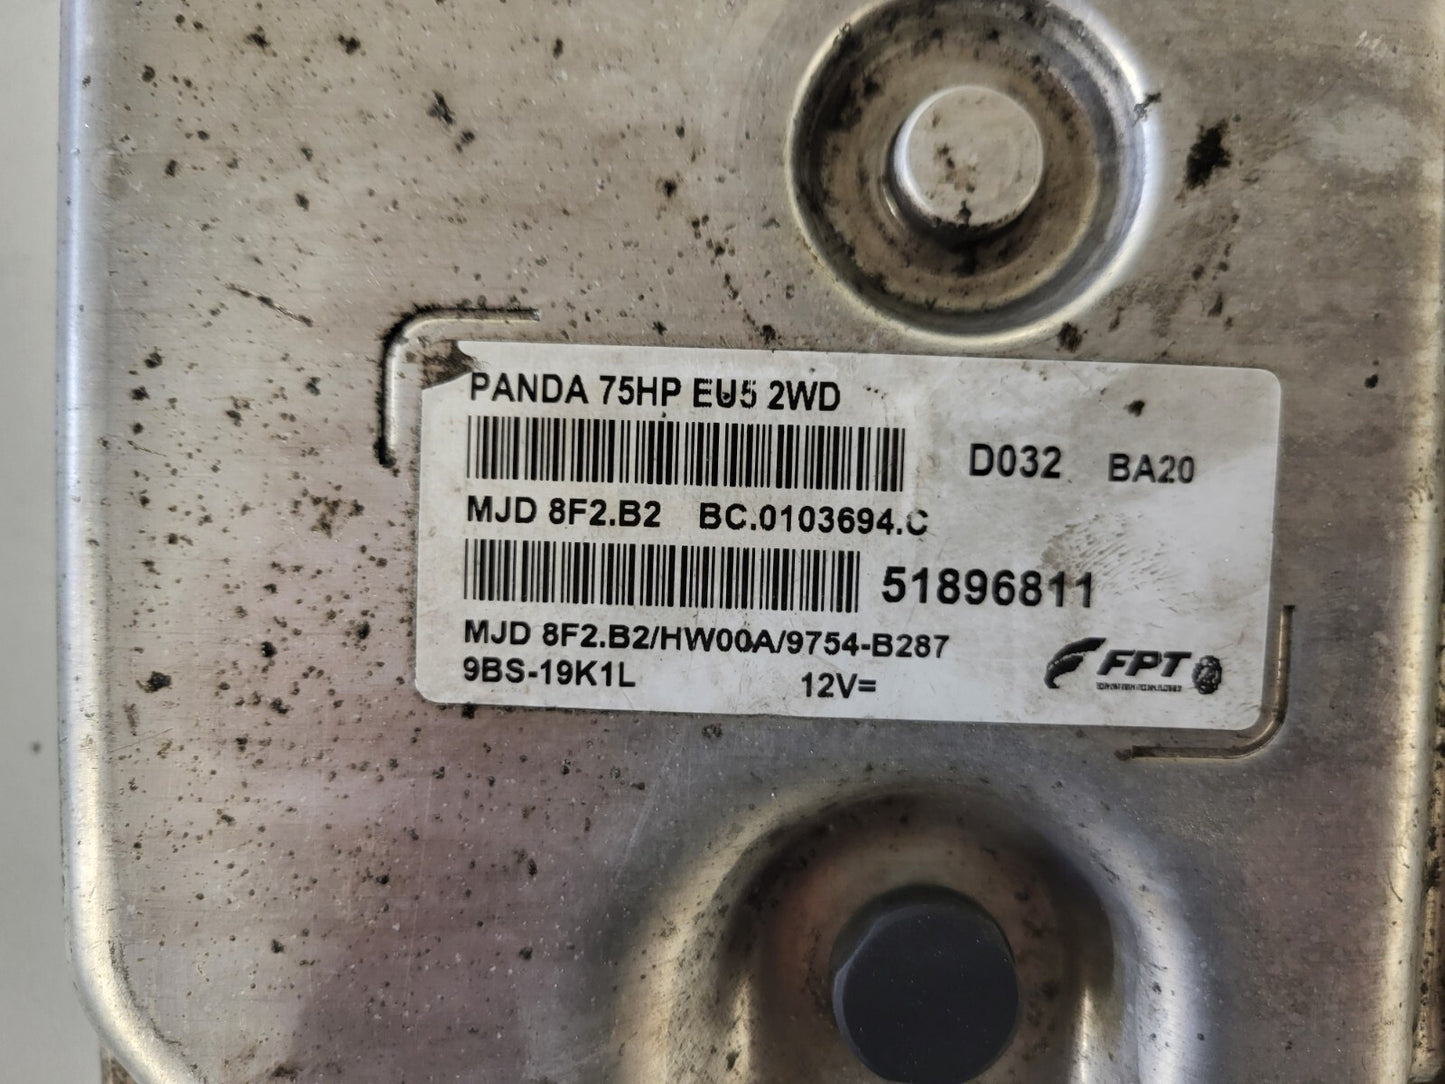 PANDA 75HP EU5 2WD
D032 BA20
MJD 8F2.B2 BC.0103694.C
51896811
MJD 8F2.B2/HW00A/9754-B287
9BS-19K1L 12V=
FPT